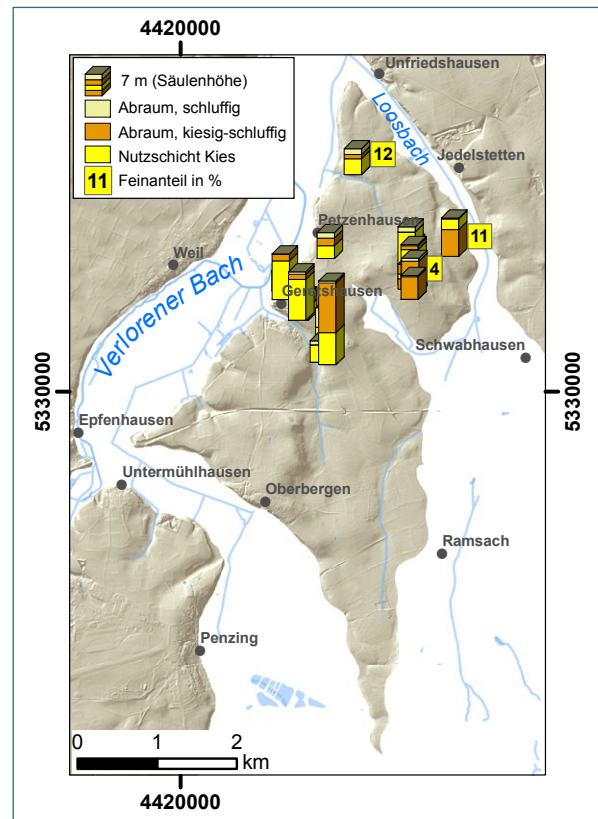 4420000
7 m (Säulenhöhe)
Abraum, schluffig
Abraum, kiesig-schluffig
Nutzschicht Kies
11 Feinanteil in %
Unfriedshausen
Loosbach
12
Jedelstetten
Petzenhausen
11
Weil
4
Verlorener Bach
Geretshausen
Schwabhausen
5330000
5330000
Epfenhausen
Untermühlhausen
Oberbergen
Ramsach
Penzing
0 1 2
km
4420000